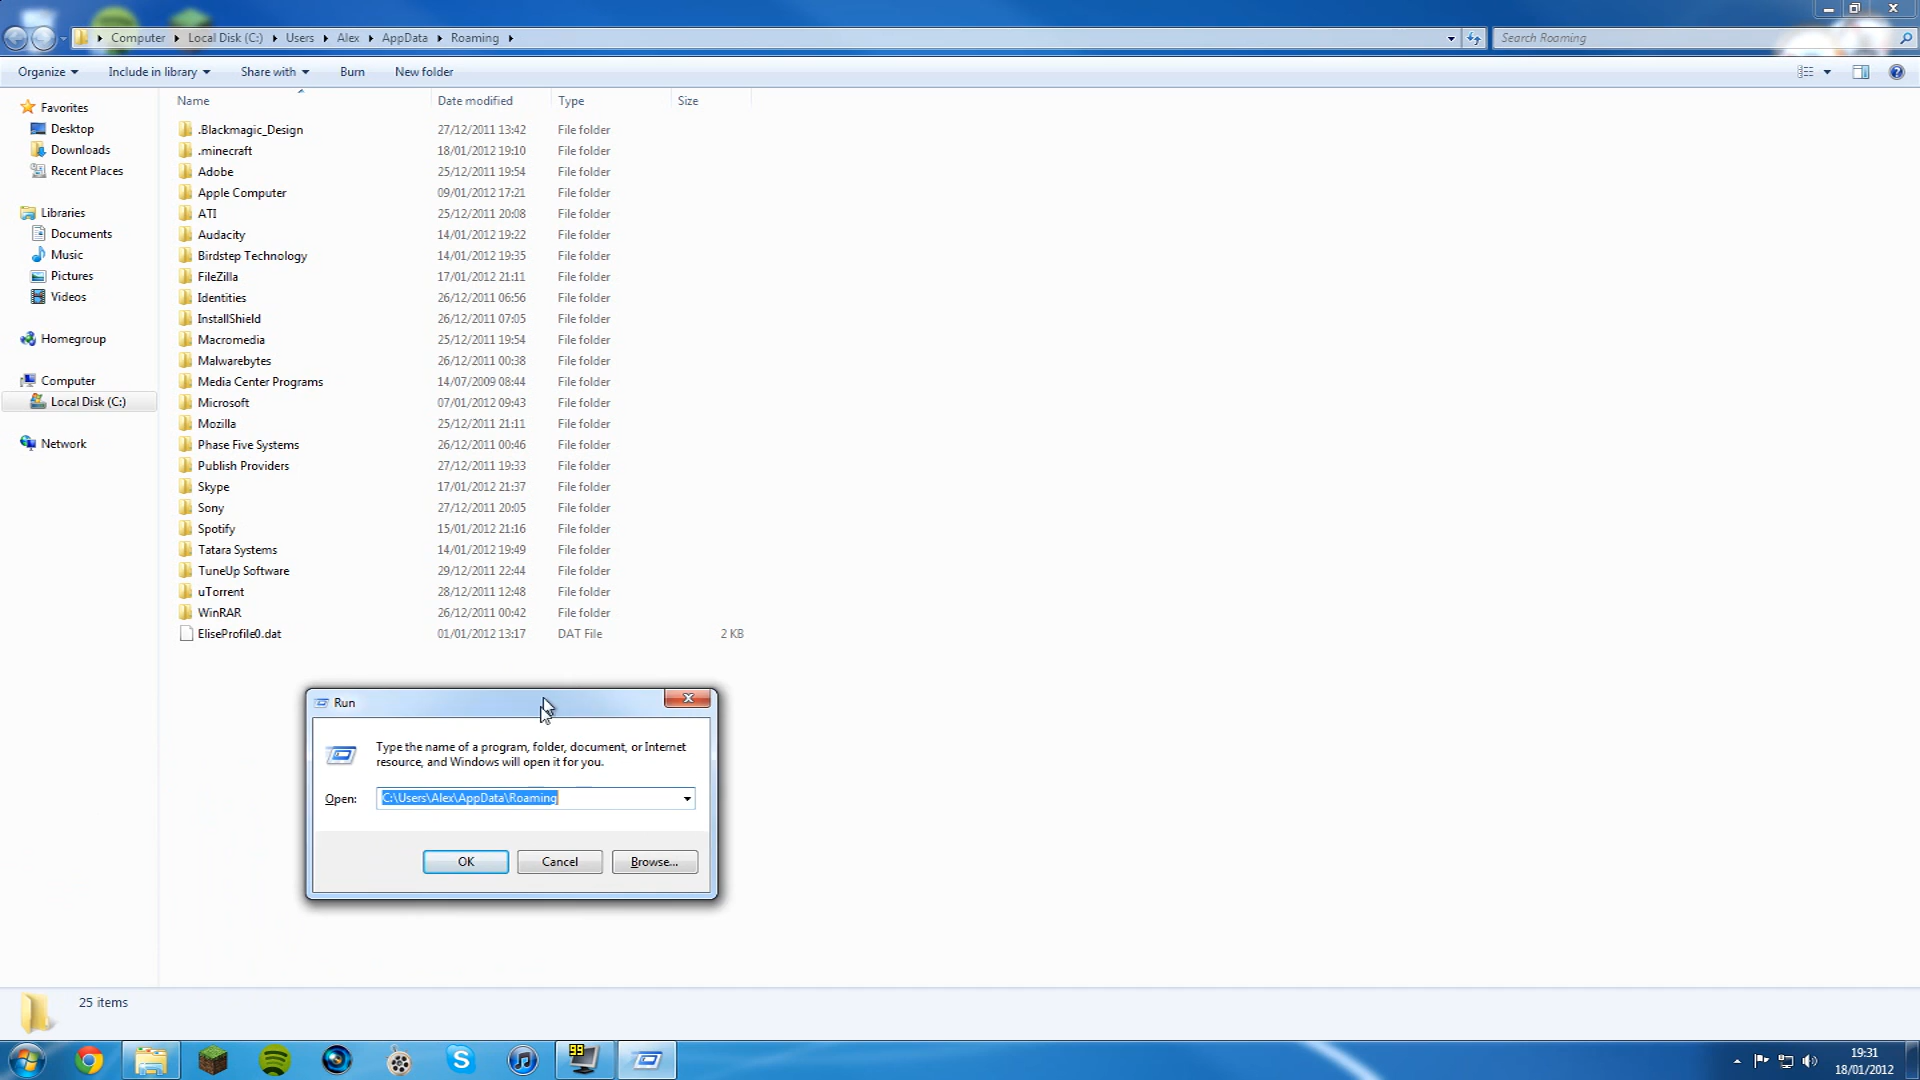 Computer Local Disk (C:) Users Alex AppData Roaming Search Roaming
Organize Include in library Share with Burn New folder
Name Date modified Type Size
Favorites
Desktop
Downloads
Recent Places
Libraries
Documents
Music
Pictures
Videos
Homegroup
Computer
Local Disk (C:)
Network
.Blackmagic_Design 27/12/2011 13:42 File folder
.minecraft 18/01/2012 19:10 File folder
Adobe 25/12/2011 19:54 File folder
Apple Computer 09/01/2012 17:21 File folder
ATI 25/12/2011 20:08 File folder
Audacity 14/01/2012 19:22 File folder
Birdstep Technology 14/01/2012 19:35 File folder
FileZilla 17/01/2012 21:11 File folder
Identities 26/12/2011 06:56 File folder
InstallShield 26/12/2011 07:05 File folder
Macromedia 25/12/2011 19:54 File folder
Malwarebytes 26/12/2011 00:38 File folder
Media Center Programs 14/07/2009 08:44 File folder
Microsoft 07/01/2012 09:43 File folder
Mozilla 25/12/2011 21:11 File folder
Phase Five Systems 26/12/2011 00:46 File folder
Publish Providers 27/12/2011 19:33 File folder
Skype 17/01/2012 21:37 File folder
Sony 27/12/2011 20:05 File folder
Spotify 15/01/2012 21:16 File folder
Tatara Systems 14/01/2012 19:49 File folder
TuneUp Software 29/12/2011 22:44 File folder
uTorrent 28/12/2011 12:48 File folder
WinRAR 26/12/2011 00:42 File folder
EliseProfile0.dat 01/01/2012 13:17 DAT File 2 KB
Run
Type the name of a program, folder, document, or Internet
resource, and Windows will open it for you.
Open: C:\Users\Alex\AppData\Roaming
OK Cancel Browse...
25 items
99
19:31
18/01/2012